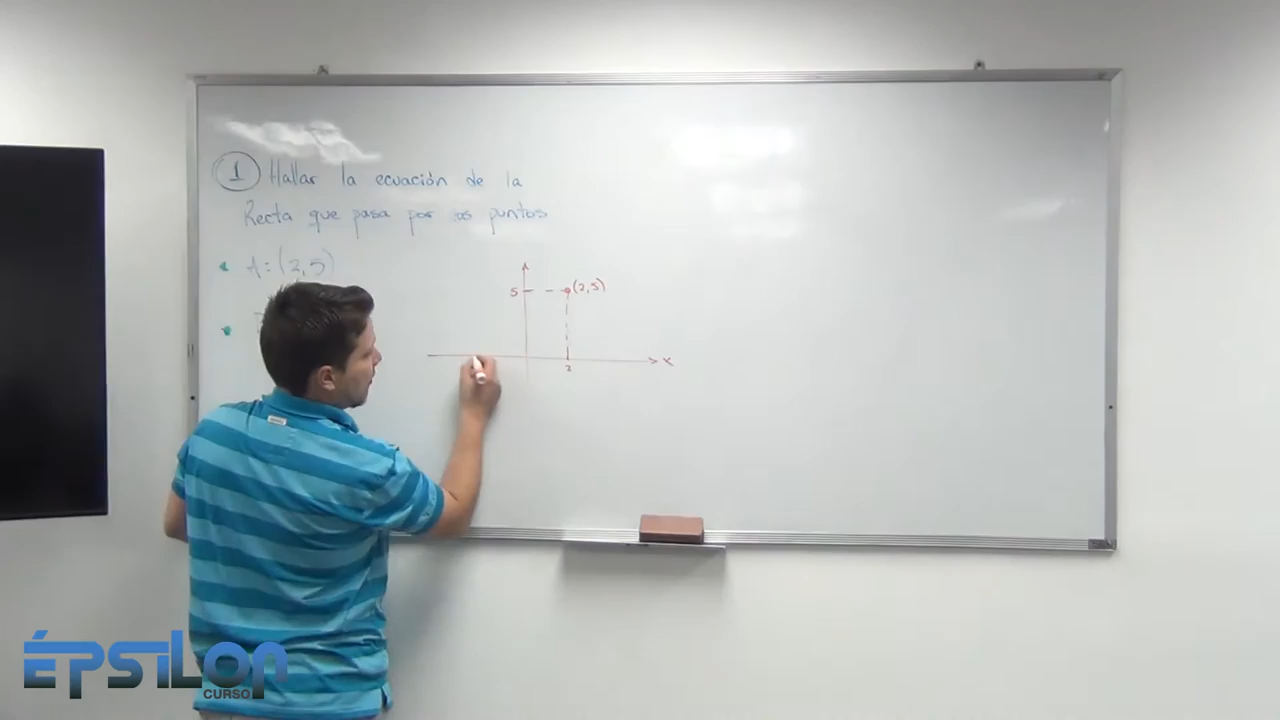 1 Hallar la ecuación de la
Recta que pasa por os puntos
A: (2,5)
5
(2,5)
2
x
ÉPSILON
CURSO